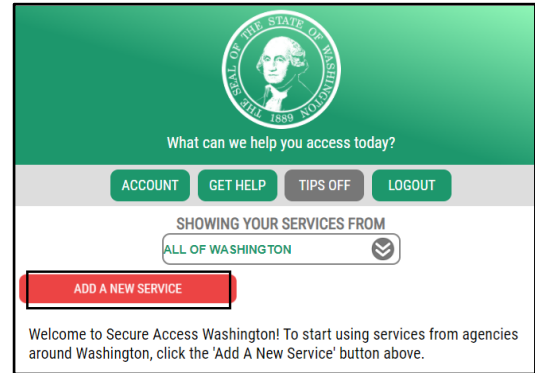 THE SEAL OF THE STATE OF WASHINGTON
1889
What can we help you access today?
ACCOUNT GET HELP TIPS OFF LOGOUT
SHOWING YOUR SERVICES FROM
ALL OF WASHINGTON
ADD A NEW SERVICE
Welcome to Secure Access Washington! To start using services from agencies
around Washington, click the 'Add A New Service' button above.